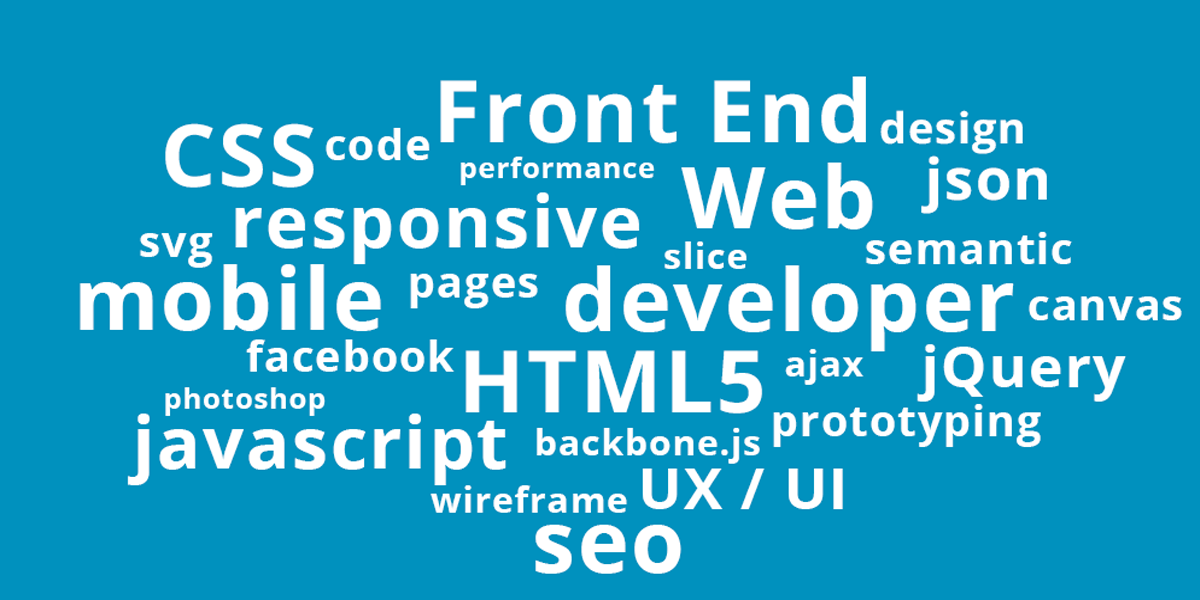 Front End
CSS code design
performance
Web json
svg responsive
slice semantic
mobile pages developer canvas
facebook HTML5 ajax jQuery
photoshop
javascript backbone.js prototyping
wireframe UX / UI
seo